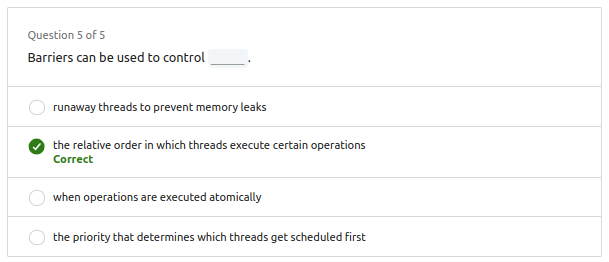 Question 5 of 5
Barriers can be used to control _____ .
runaway threads to prevent memory leaks
the relative order in which threads execute certain operations
Correct
when operations are executed atomically
the priority that determines which threads get scheduled first